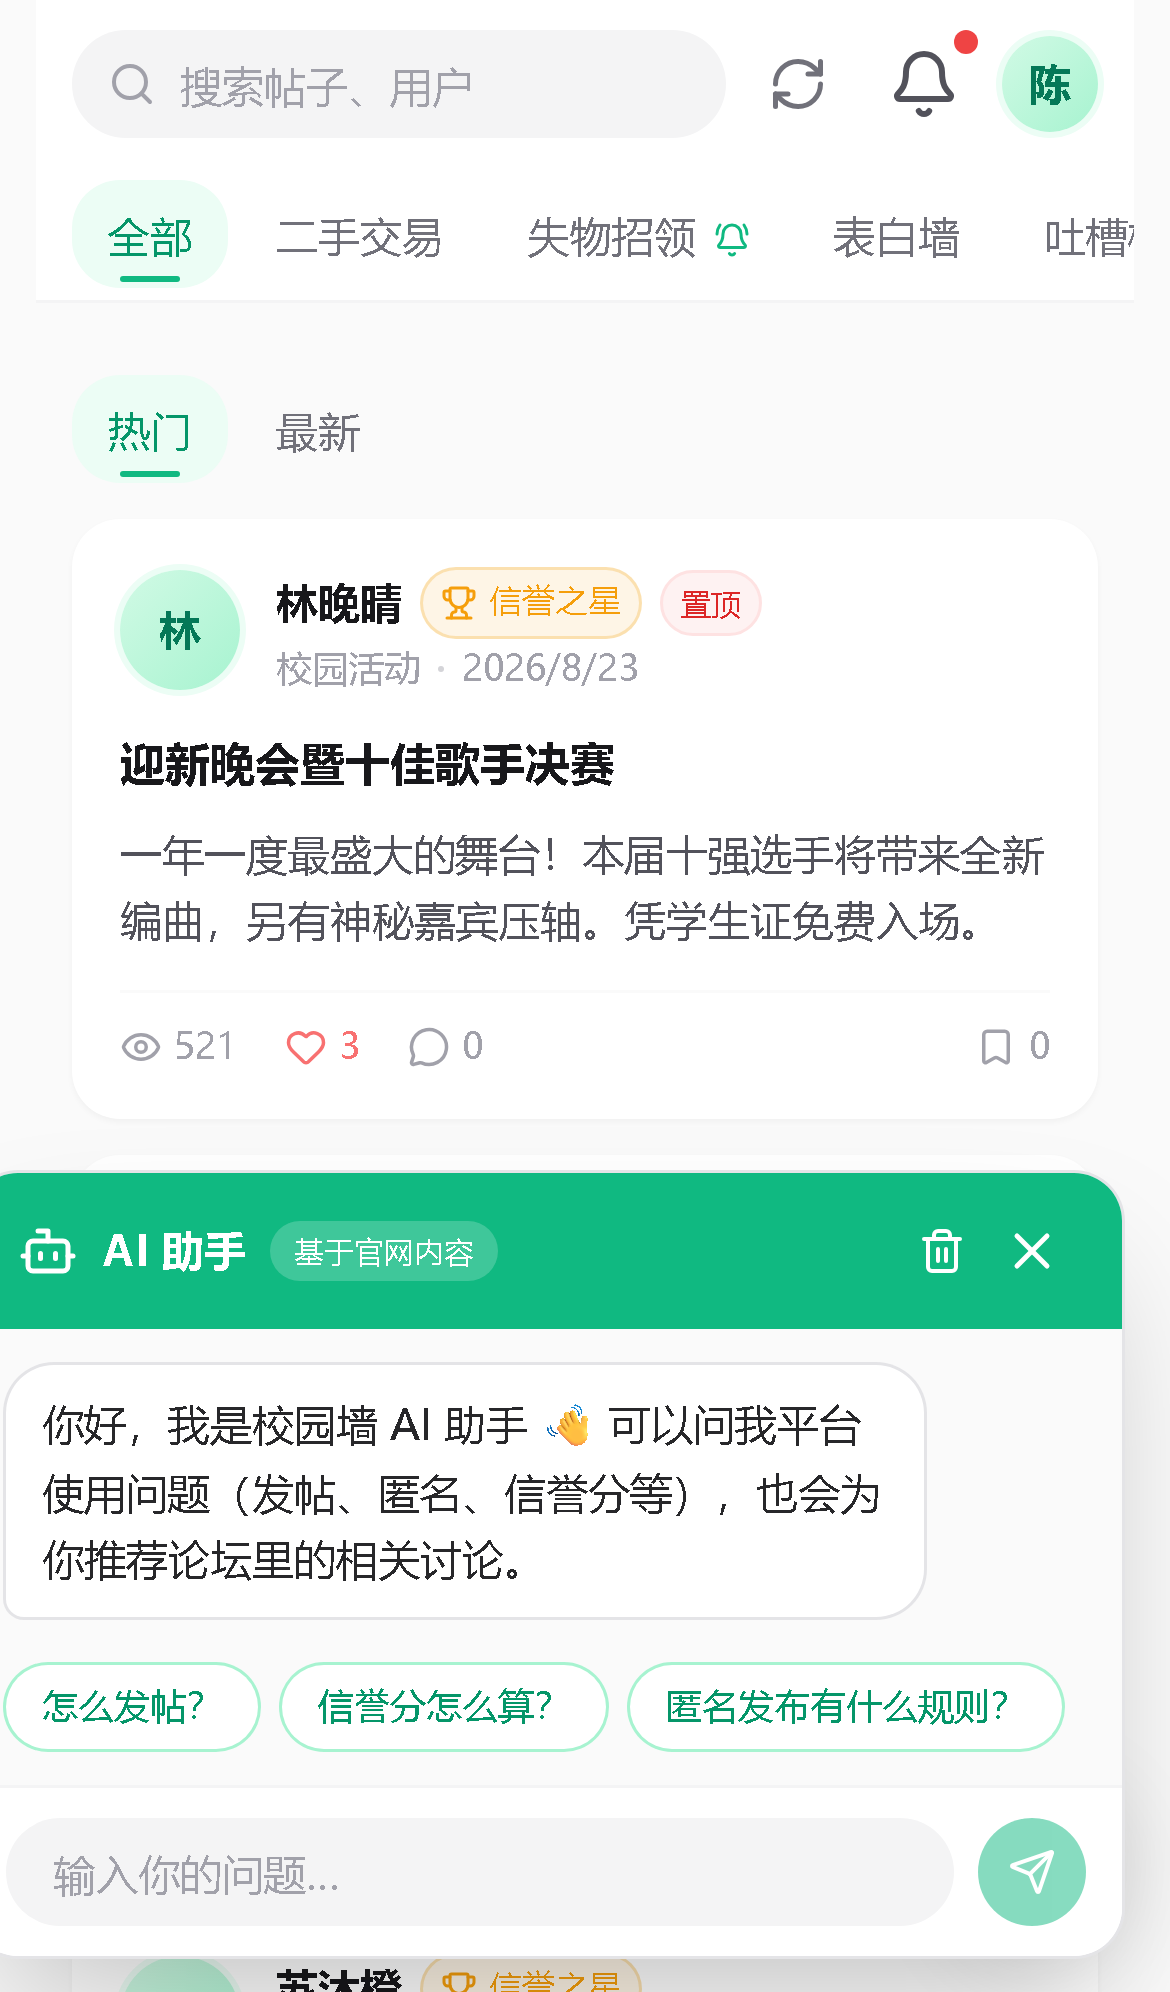 搜索帖子、用户
陈
全部 二手交易 失物招领 表白墙 吐槽
热门 最新
林
林晚晴 信誉之星 置顶
校园活动 · 2026/8/23
迎新晚会暨十佳歌手决赛
一年一度最盛大的舞台！本届十强选手将带来全新
编曲，另有神秘嘉宾压轴。凭学生证免费入场。
521 3 0 0
AI 助手 基于官网内容
你好，我是校园墙 AI 助手 👋 可以问我平台
使用问题（发帖、匿名、信誉分等），也会为
你推荐论坛里的相关讨论。
怎么发帖？ 信誉分怎么算？ 匿名发布有什么规则？
输入你的问题...
苏沐橙 信誉之星